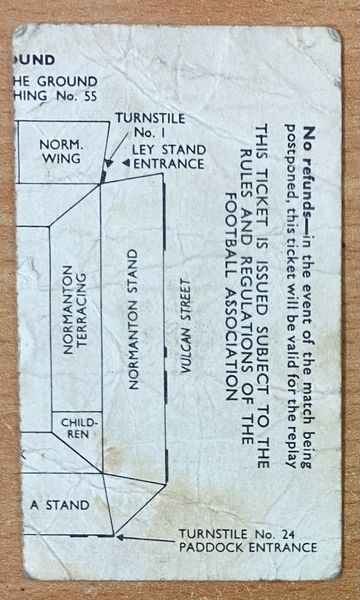 OUND
HE GROUND
HING No. 55
TURNSTILE
No. 1
LEY STAND
ENTRANCE
NORM.
WING
NORMANTON
TERRACING
NORMANTON STAND
VULCAN STREET
CHILD-
REN
A STAND
TURNSTILE No. 24
PADDOCK ENTRANCE
No refunds—in the event of the match being
postponed, this ticket will be valid for the replay
THIS TICKET IS ISSUED SUBJECT TO THE
RULES AND REGULATIONS OF THE
FOOTBALL ASSOCIATION